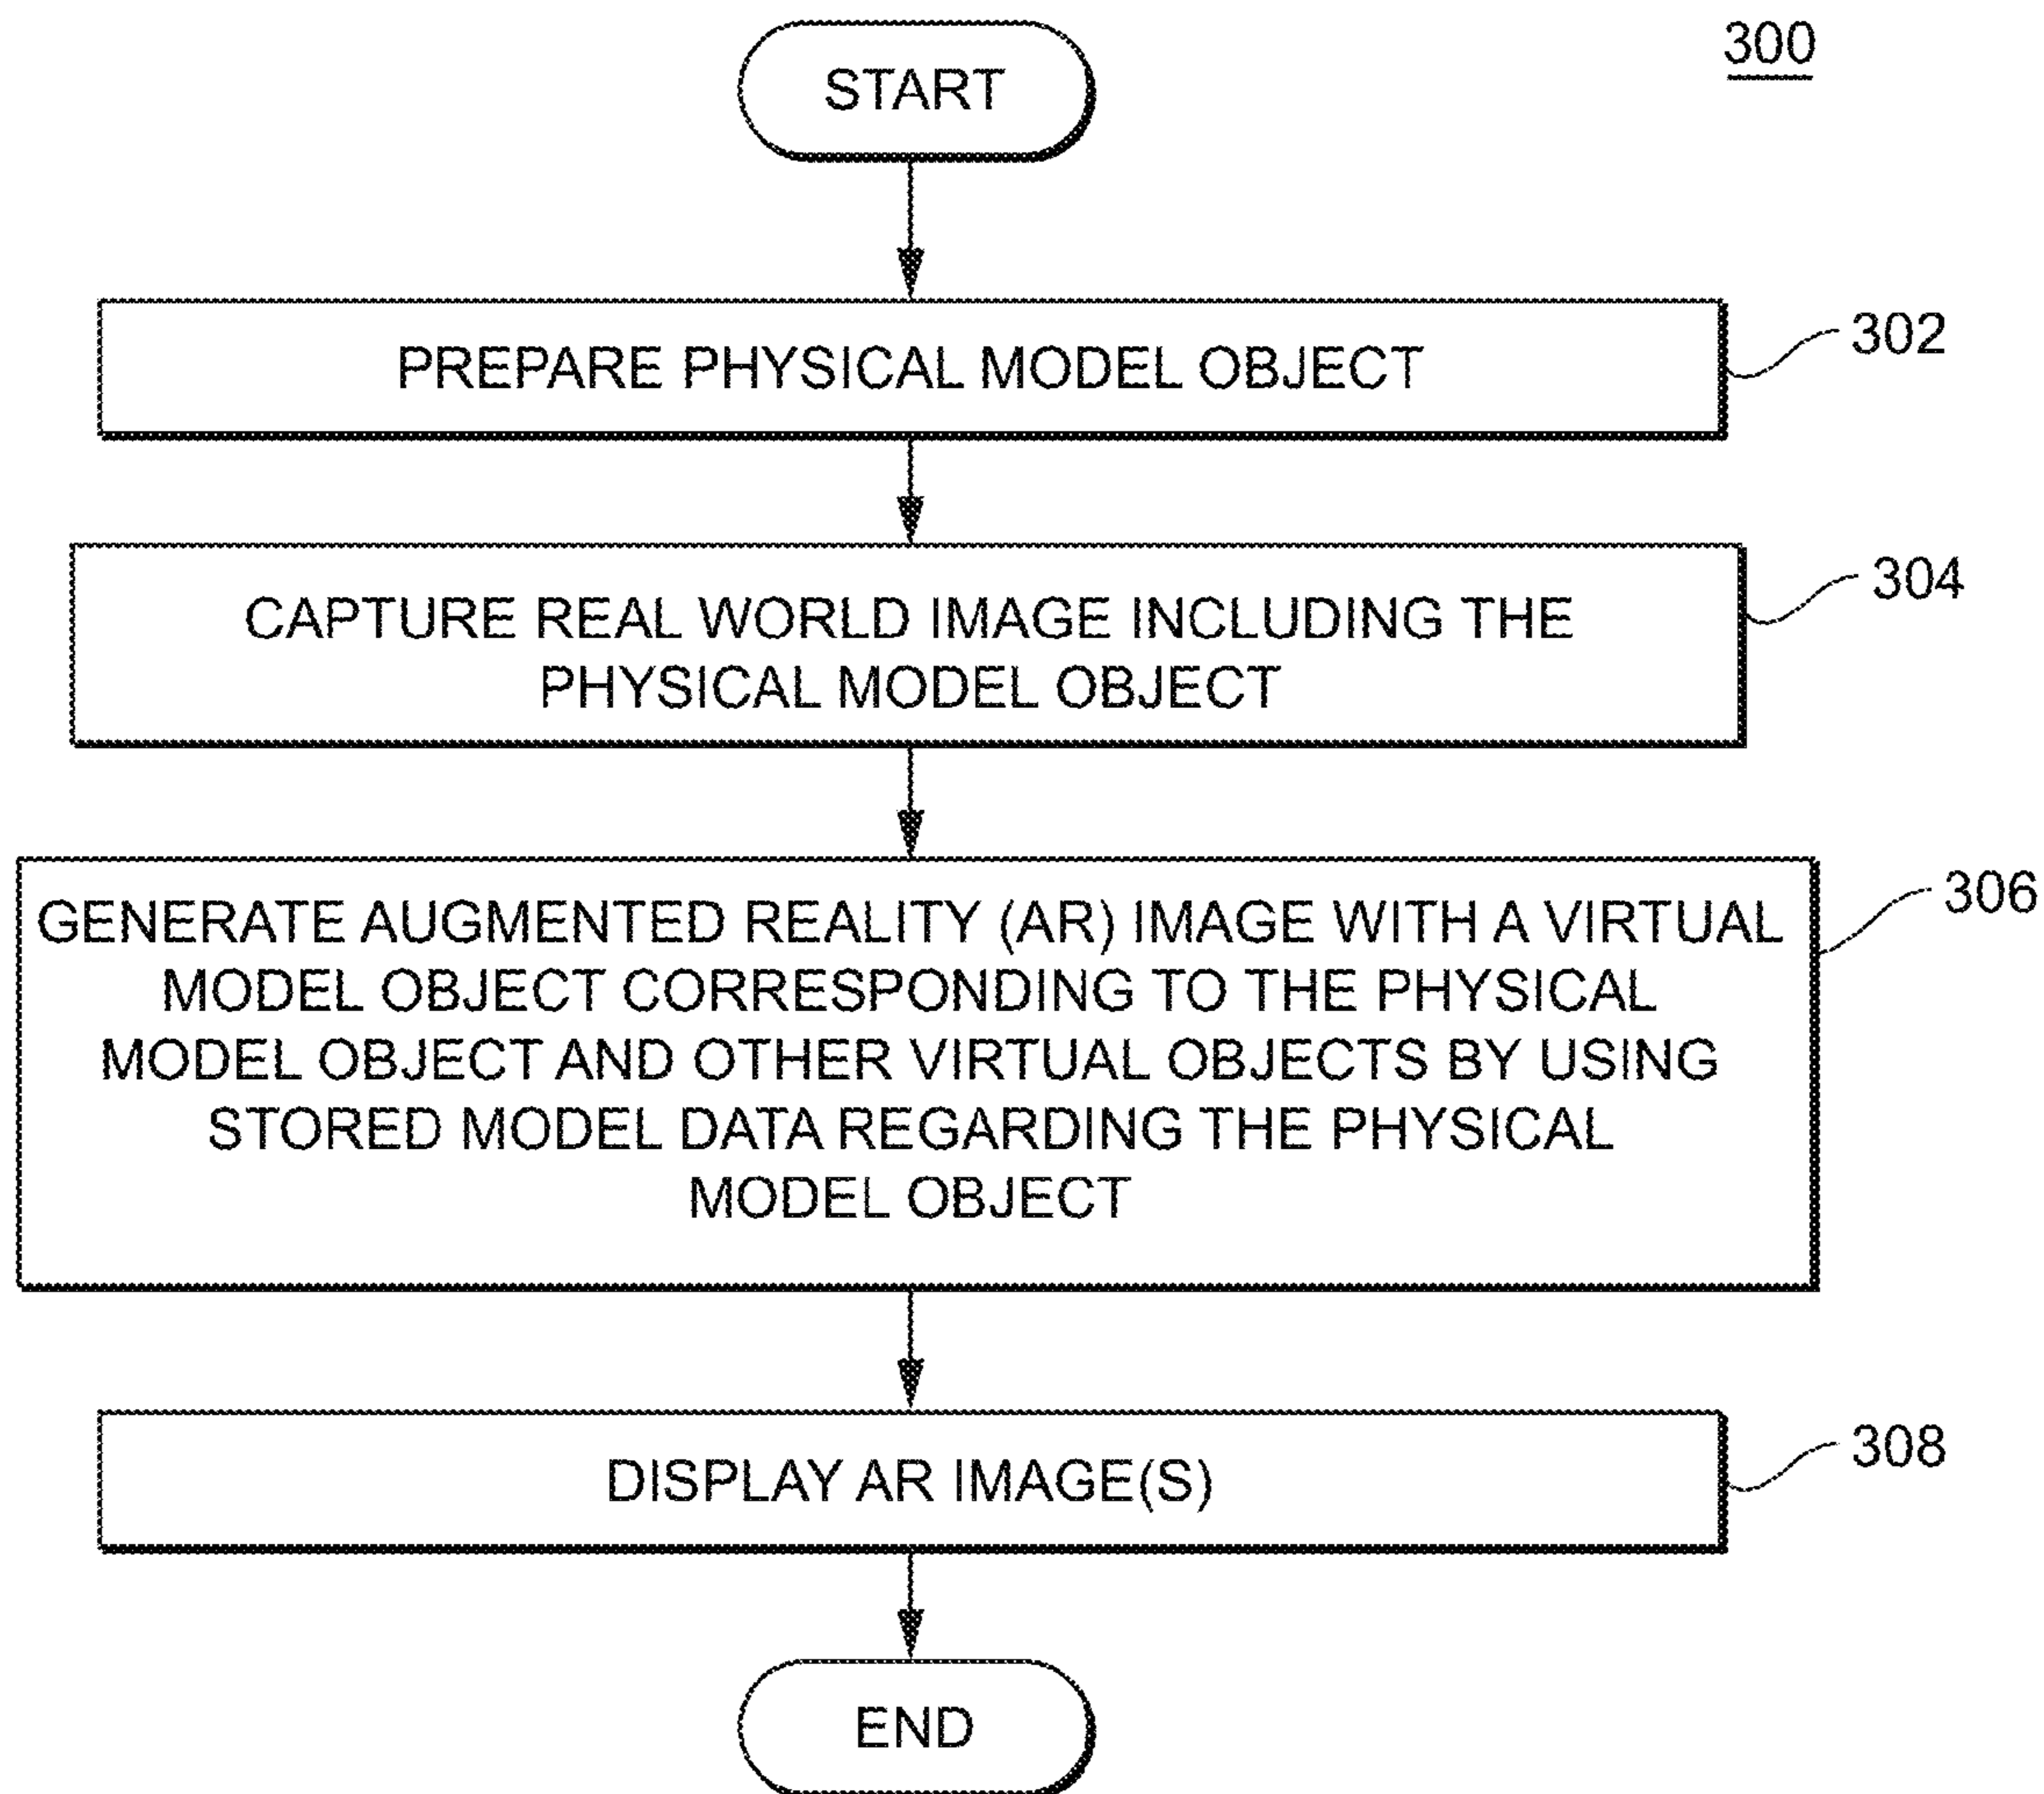 300
START
PREPARE PHYSICAL MODEL OBJECT
302
CAPTURE REAL WORLD IMAGE INCLUDING THE
PHYSICAL MODEL OBJECT
304
GENERATE AUGMENTED REALITY (AR) IMAGE WITH A VIRTUAL
MODEL OBJECT CORRESPONDING TO THE PHYSICAL
MODEL OBJECT AND OTHER VIRTUAL OBJECTS BY USING
STORED MODEL DATA REGARDING THE PHYSICAL
MODEL OBJECT
306
DISPLAY AR IMAGE(S)
308
END